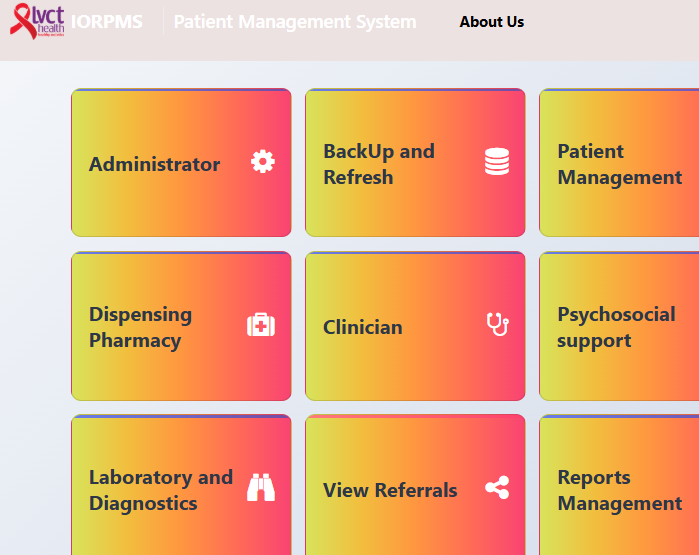 lvct
health
IORPMS
Patient Management System
About Us
Administrator
BackUp and
Refresh
Patient
Management
Dispensing
Pharmacy
Clinician
Psychosocial
support
Laboratory and
Diagnostics
View Referrals
Reports
Management